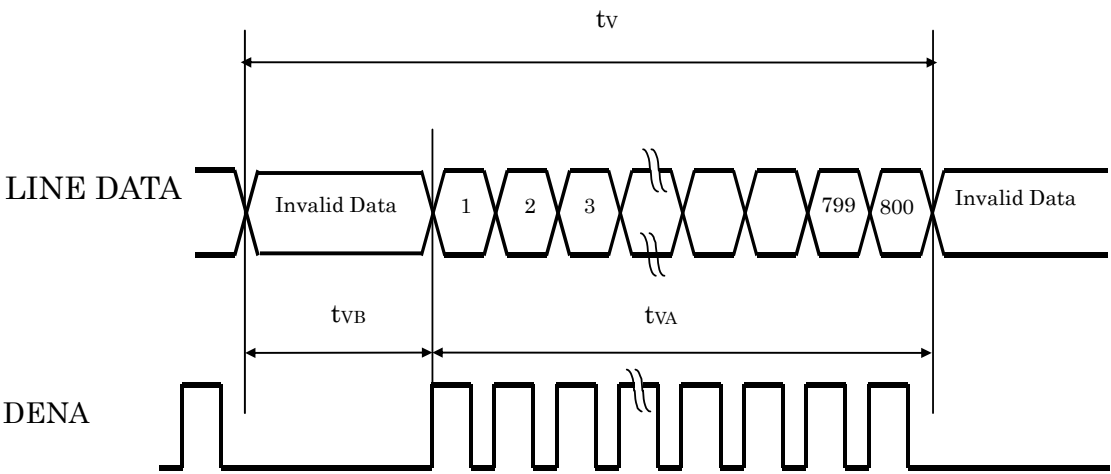 tV
LINE DATA Invalid Data 1 2 3 799 800 Invalid Data
tVB tVA
DENA